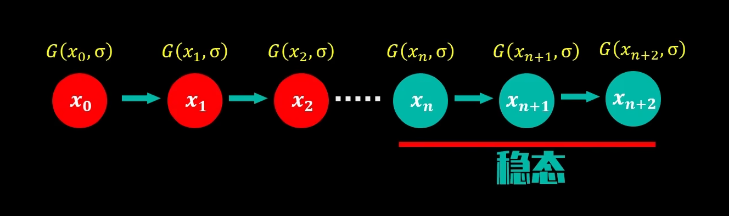 G(x₀,σ) G(x₁,σ) G(x₂,σ) G(xₙ,σ) G(xₙ₊₁,σ) G(xₙ₊₂,σ)
x₀ x₁ x₂ ...... xₙ xₙ₊₁ xₙ₊₂
稳态